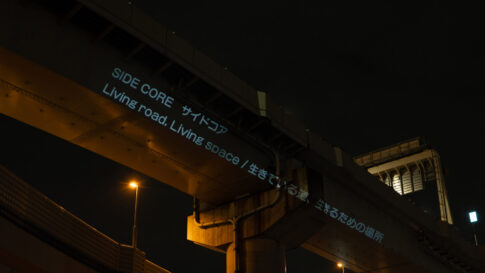 SIDE CORE サイドコア
Living road, Living space / 生きている道、生きるための場所